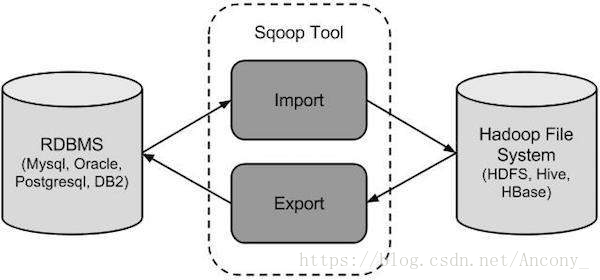 Sqoop Tool
RDBMS
(Mysql, Oracle,
Postgresql, DB2)
Import
Export
Hadoop File
System
(HDFS, Hive,
HBase)
https://blog.csdn.net/Ancony_